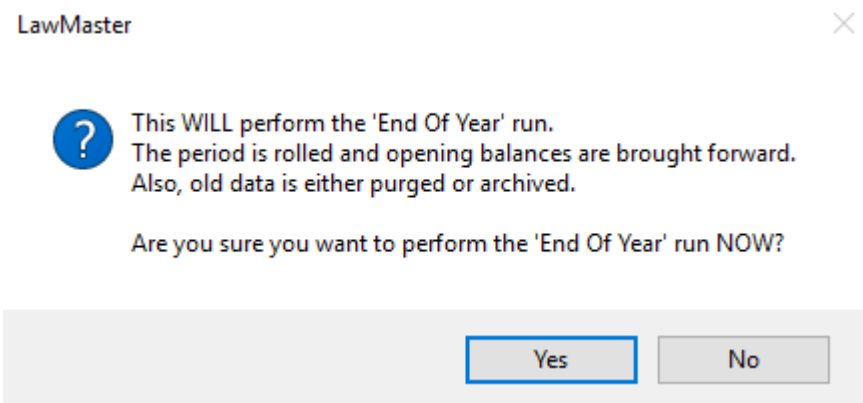 LawMaster
This WILL perform the 'End Of Year' run.
The period is rolled and opening balances are brought forward.
Also, old data is either purged or archived.
Are you sure you want to perform the 'End Of Year' run NOW?
Yes No